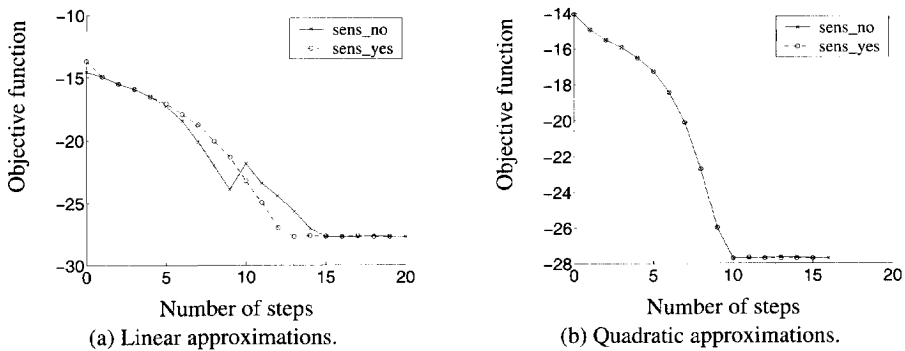 -10
-15
-20
-25
-30
Objective function
0
5
10
15
20
Number of steps
sens_no
sens_yes
(a) Linear approximations.
-14
-16
-18
-20
-22
-24
-26
-28
Objective function
0
5
10
15
20
Number of steps
sens_no
sens_yes
(b) Quadratic approximations.